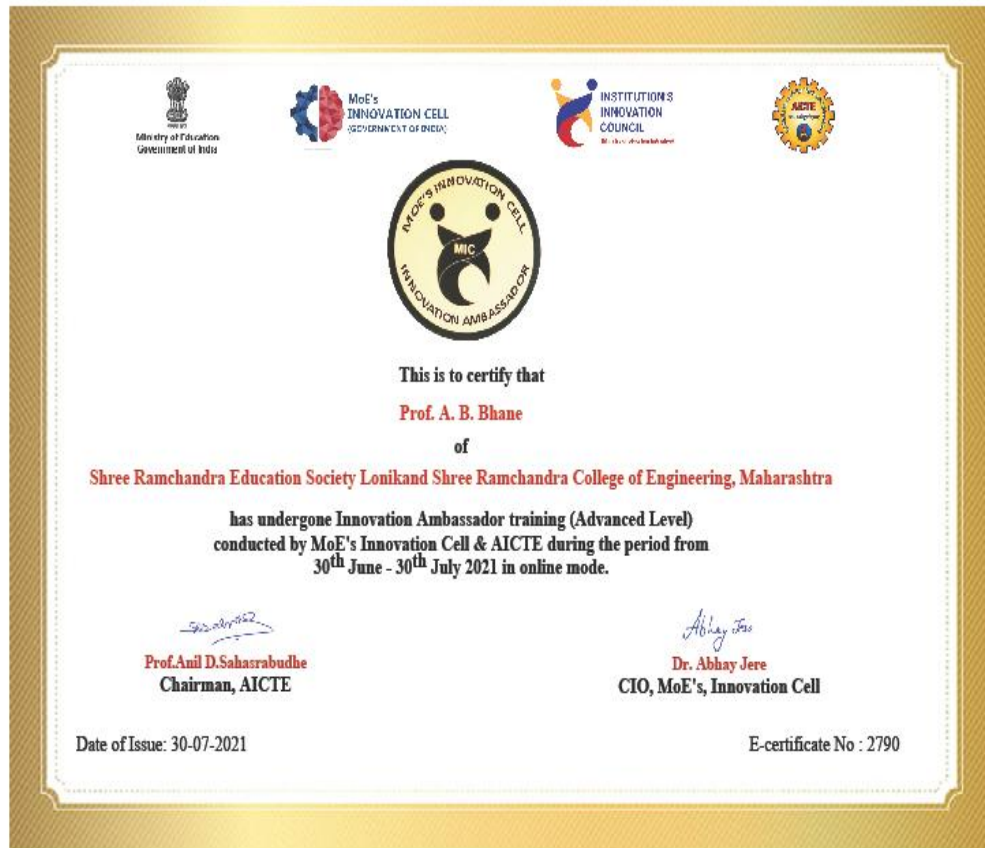 Ministry of Education
Government of India
MoE's
INNOVATION CELL
(GOVERNMENT OF INDIA)
INSTITUTION'S
INNOVATION
COUNCIL
AICTE
MOE'S INNOVATION CELL
MIC
INNOVATION AMBASSADOR
This is to certify that
Prof. A. B. Bhane
of
Shree Ramchandra Education Society Lonikand Shree Ramchandra College of Engineering, Maharashtra
has undergone Innovation Ambassador training (Advanced Level)
conducted by MoE's Innovation Cell & AICTE during the period from
30th June - 30th July 2021 in online mode.
Abhay Jere
Prof.Anil D.Sahasrabudhe
Chairman, AICTE
Dr. Abhay Jere
CIO, MoE's, Innovation Cell
Date of Issue: 30-07-2021
E-certificate No : 2790